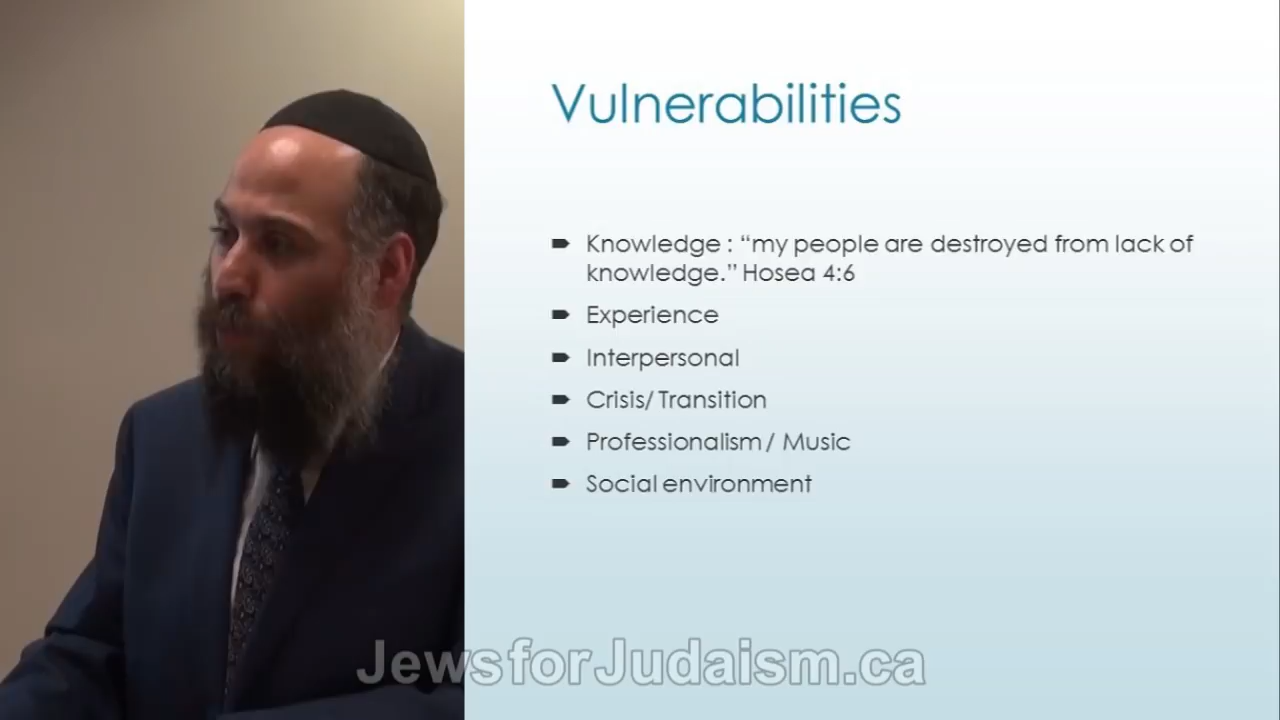 Vulnerabilities
Knowledge : “my people are destroyed from lack of
knowledge.” Hosea 4:6
Experience
Interpersonal
Crisis/ Transition
Professionalism / Music
Social environment
JewsforJudaism.ca